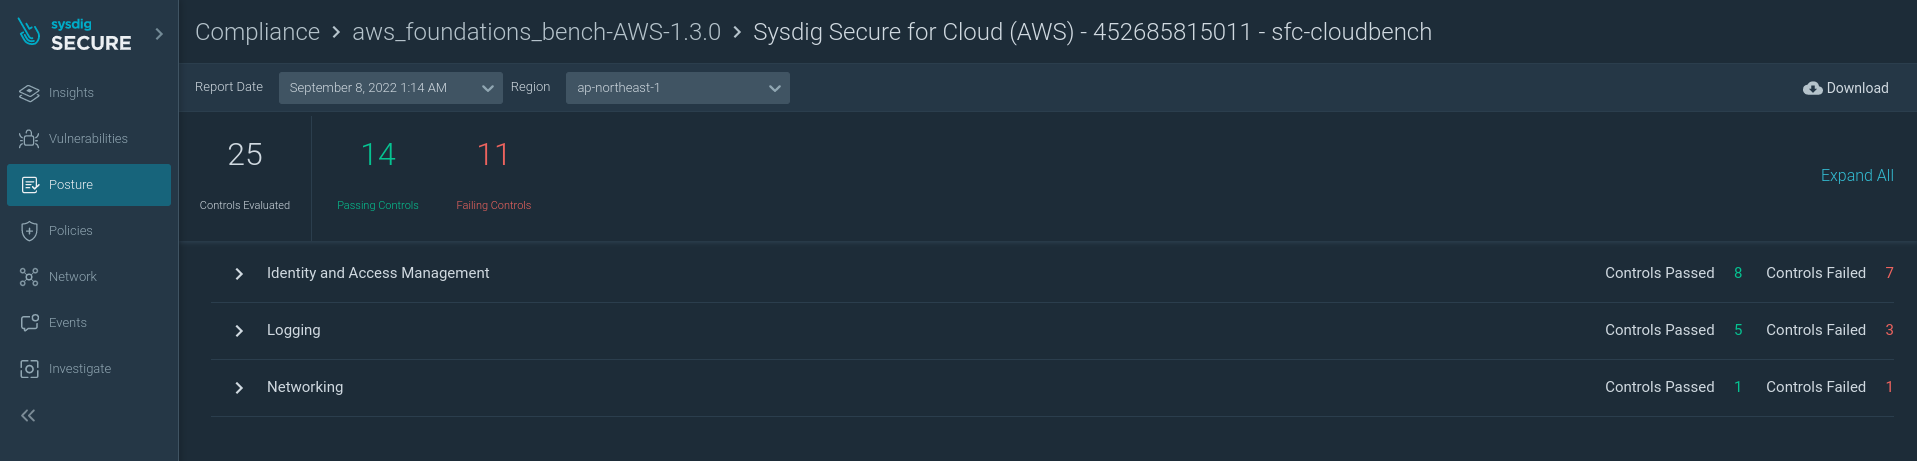 sysdig
SECURE
Insights
Vulnerabilities
Posture
Policies
Network
Events
Investigate
Compliance > aws_foundations_bench-AWS-1.3.0 > Sysdig Secure for Cloud (AWS) - 452685815011 - sfc-cloudbench
Report Date September 8, 2022 1:14 AM Region ap-northeast-1 Download
25 14 11
Controls Evaluated Passing Controls Failing Controls
Expand All
Identity and Access Management Controls Passed 8 Controls Failed 7
Logging Controls Passed 5 Controls Failed 3
Networking Controls Passed 1 Controls Failed 1